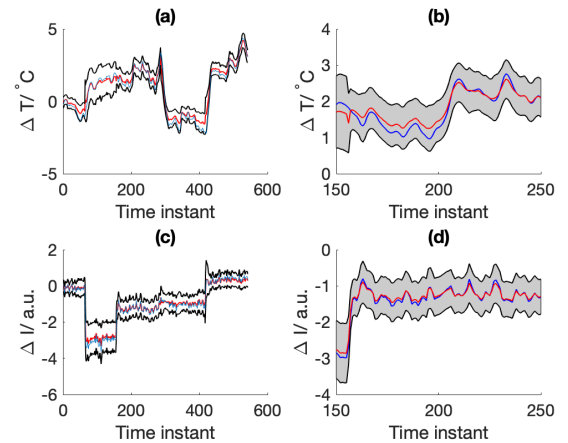 (a)
5
0
-5
Δ T/ °C
0
200
400
600
Time instant
(b)
4
3
2
1
0
Δ T/ °C
150
200
250
Time instant
(c)
2
0
-2
-4
-6
Δ I/ a.u.
0
200
400
600
Time instant
(d)
0
-1
-2
-3
-4
Δ I/ a.u.
150
200
250
Time instant